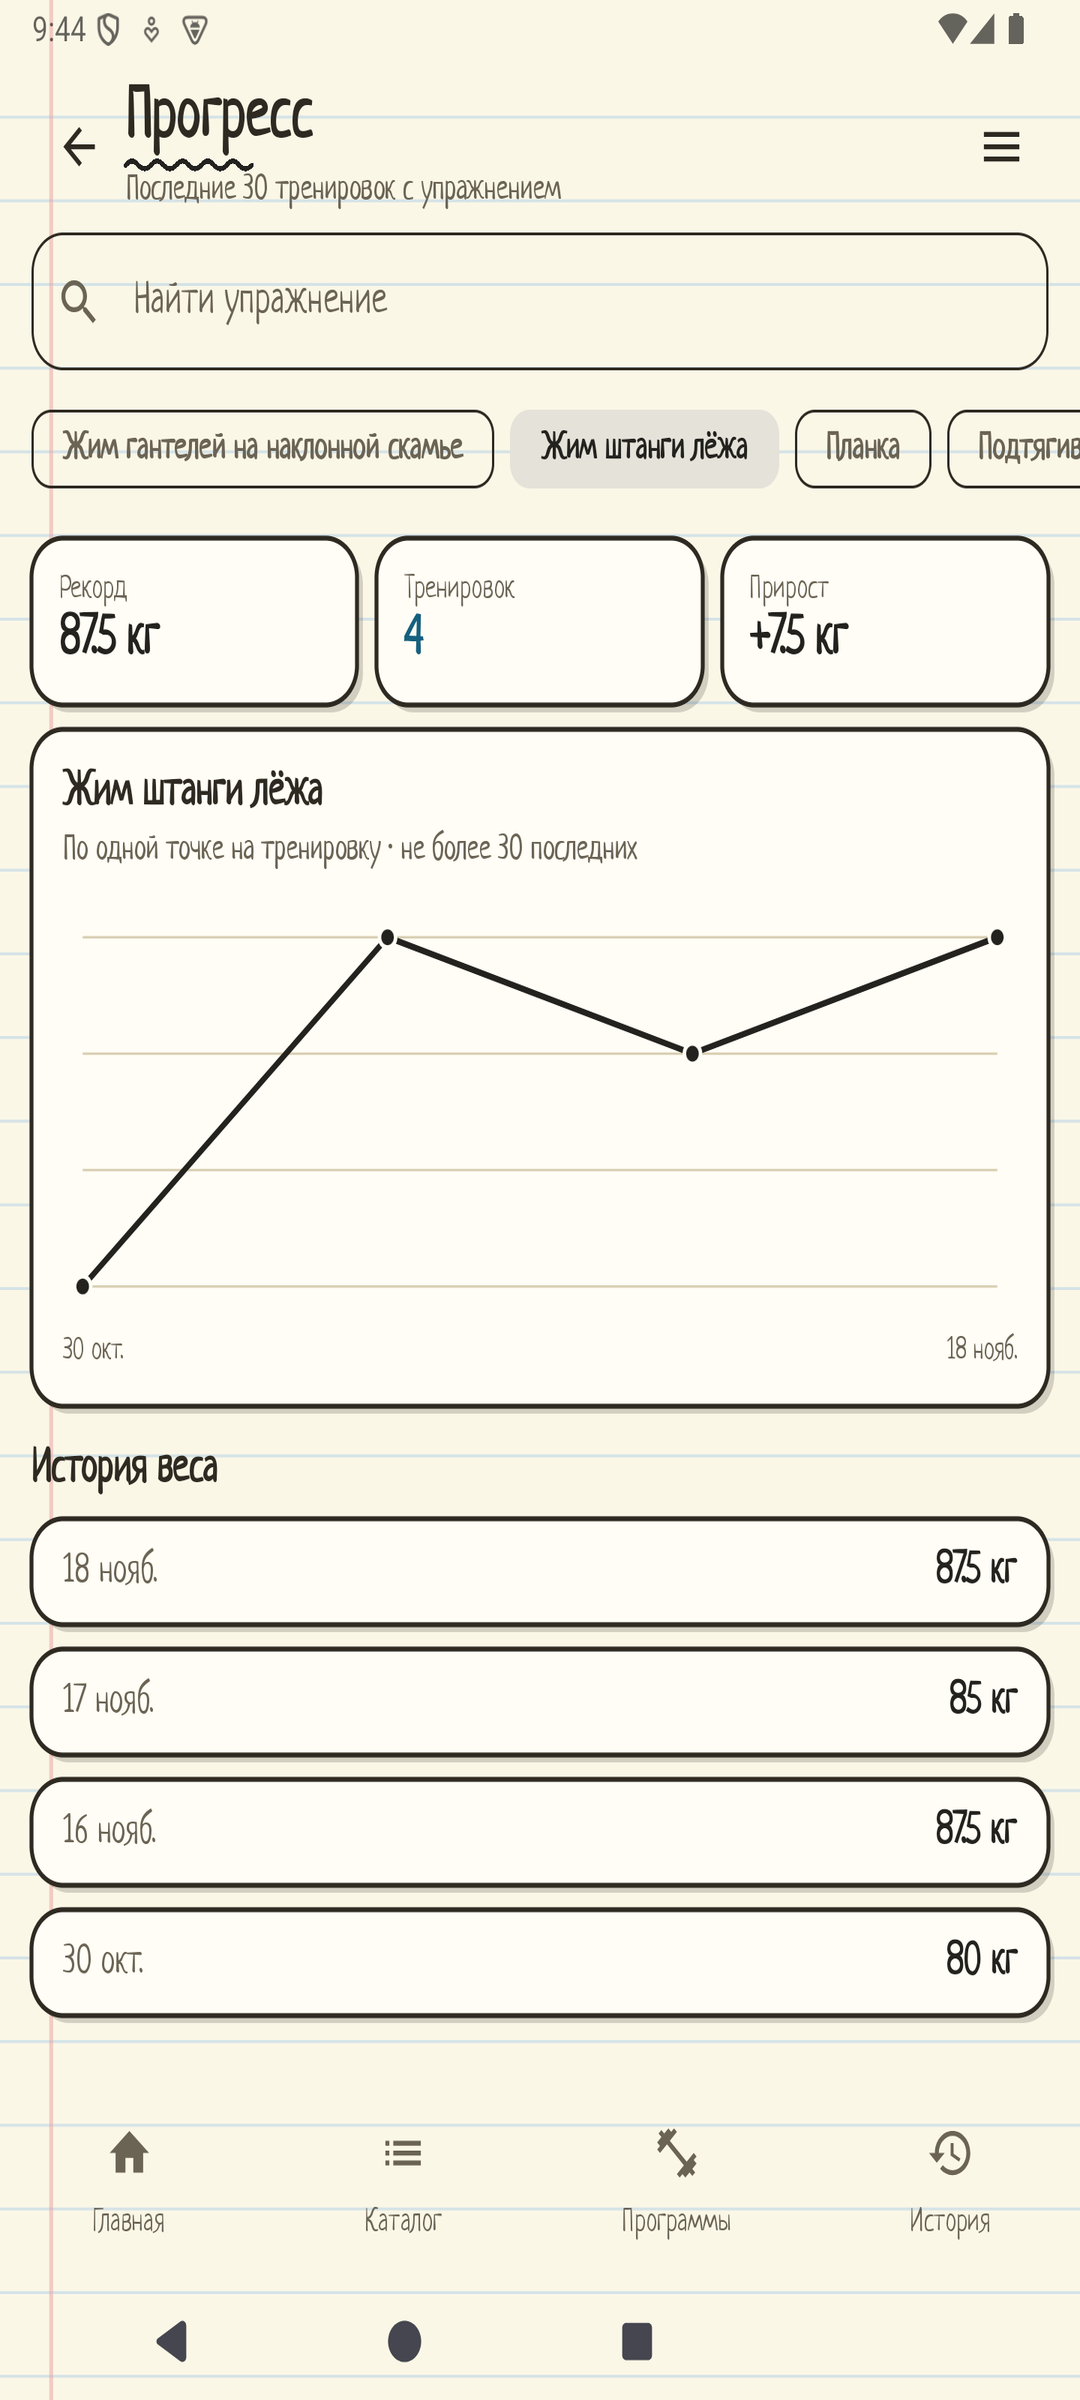 9:44
Прогресс
Последние 30 тренировок с упражнением
Найти упражнение
Жим гантелей на наклонной скамье
Жим штанги лёжа
Планка
Подтягив
Рекорд
87.5 кг
Тренировок
4
Прирост
+7.5 кг
Жим штанги лёжа
По одной точке на тренировку · не более 30 последних
30 окт.
18 нояб.
История веса
18 нояб.
87.5 кг
17 нояб.
85 кг
16 нояб.
87.5 кг
30 окт.
80 кг
Главная
Каталог
Программы
История